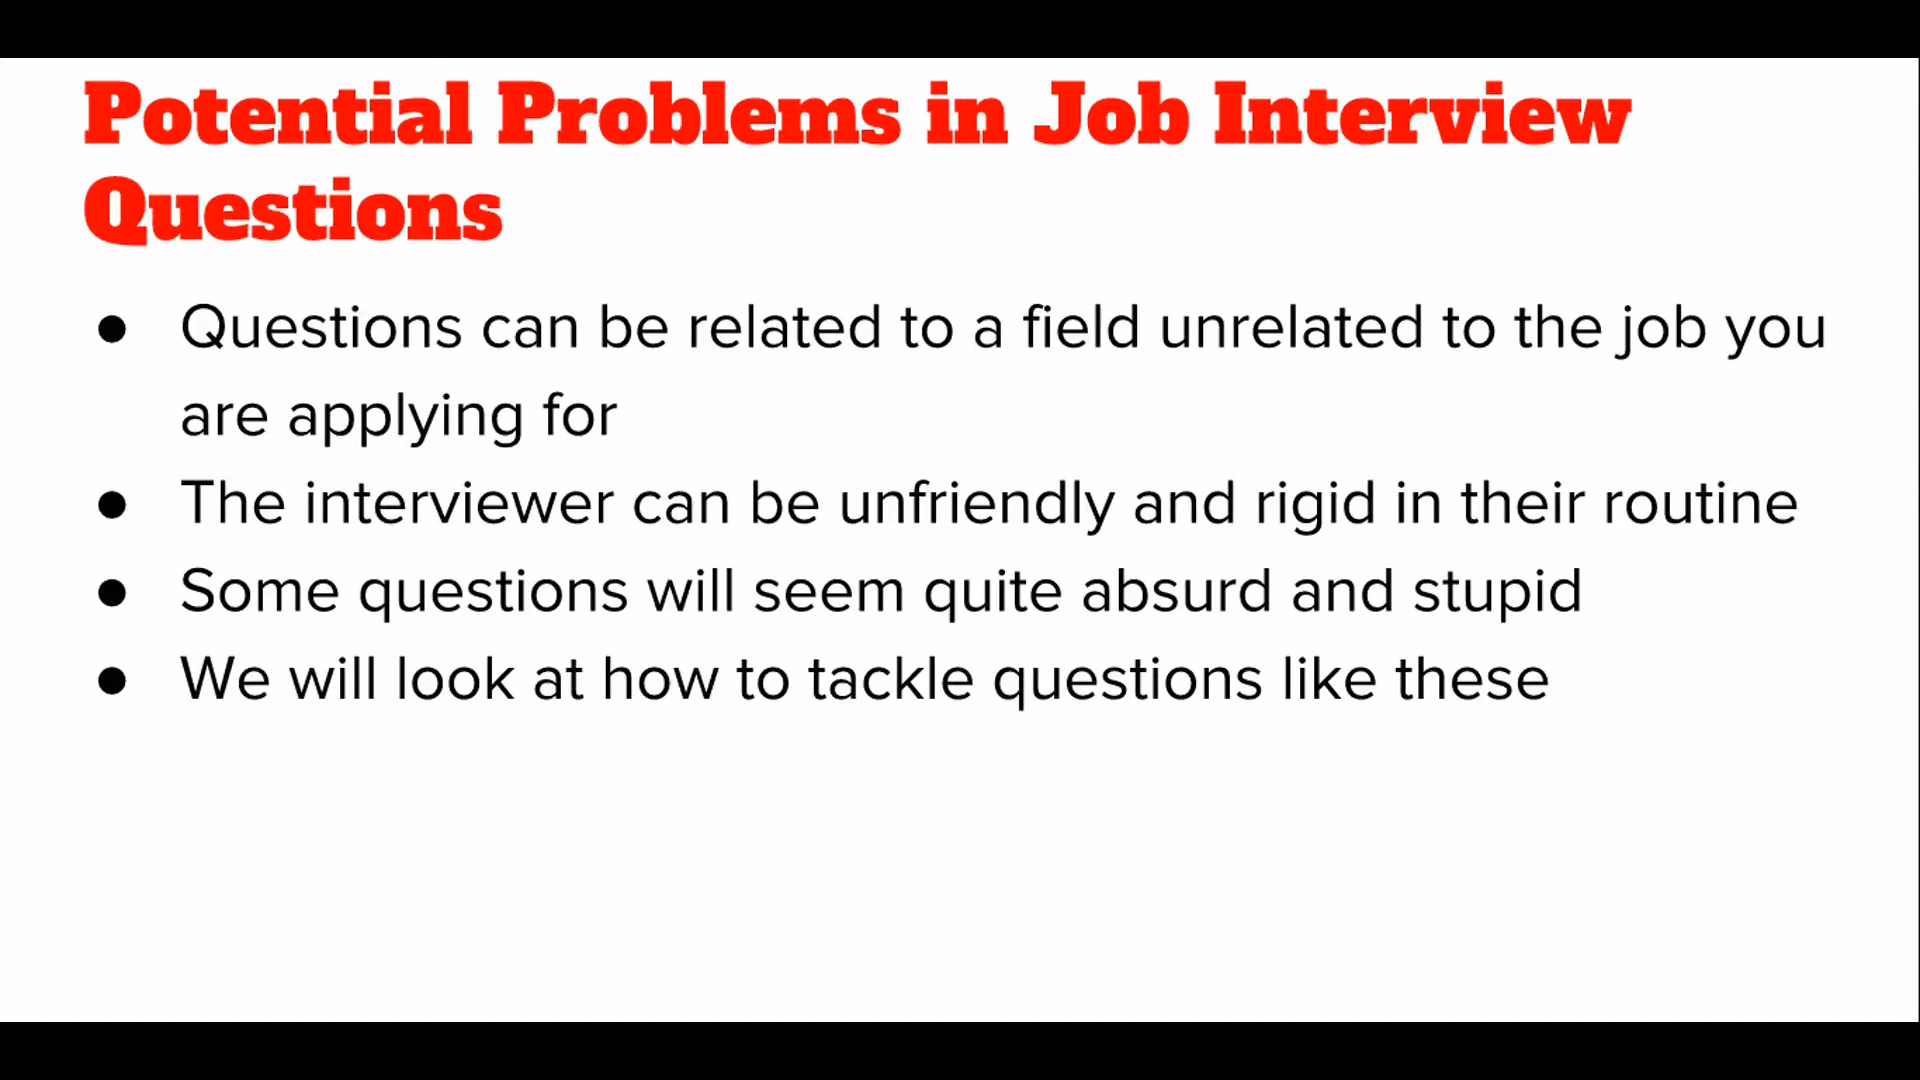 Potential Problems in Job Interview
Questions
● Questions can be related to a field unrelated to the job you
are applying for
● The interviewer can be unfriendly and rigid in their routine
● Some questions will seem quite absurd and stupid
● We will look at how to tackle questions like these